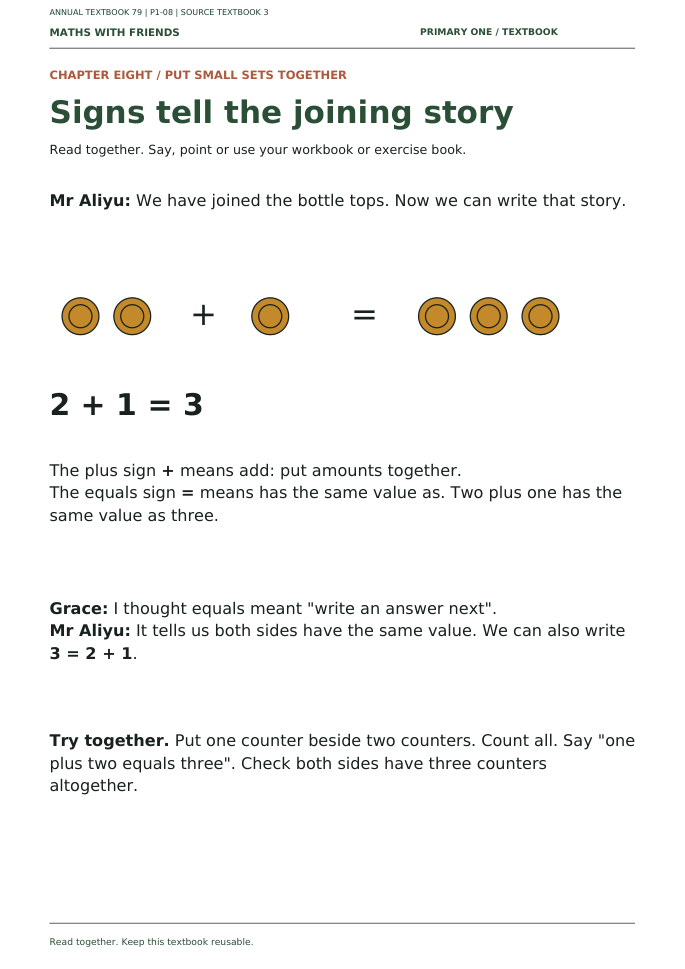 ANNUAL TEXTBOOK 79 | P1-08 | SOURCE TEXTBOOK 3
MATHS WITH FRIENDS
PRIMARY ONE / TEXTBOOK
CHAPTER EIGHT / PUT SMALL SETS TOGETHER
Signs tell the joining story
Read together. Say, point or use your workbook or exercise book.
Mr Aliyu: We have joined the bottle tops. Now we can write that story.
+ =
2 + 1 = 3
The plus sign + means add: put amounts together.
The equals sign = means has the same value as. Two plus one has the
same value as three.
Grace: I thought equals meant "write an answer next".
Mr Aliyu: It tells us both sides have the same value. We can also write
3 = 2 + 1.
Try together. Put one counter beside two counters. Count all. Say "one
plus two equals three". Check both sides have three counters
altogether.
Read together. Keep this textbook reusable.